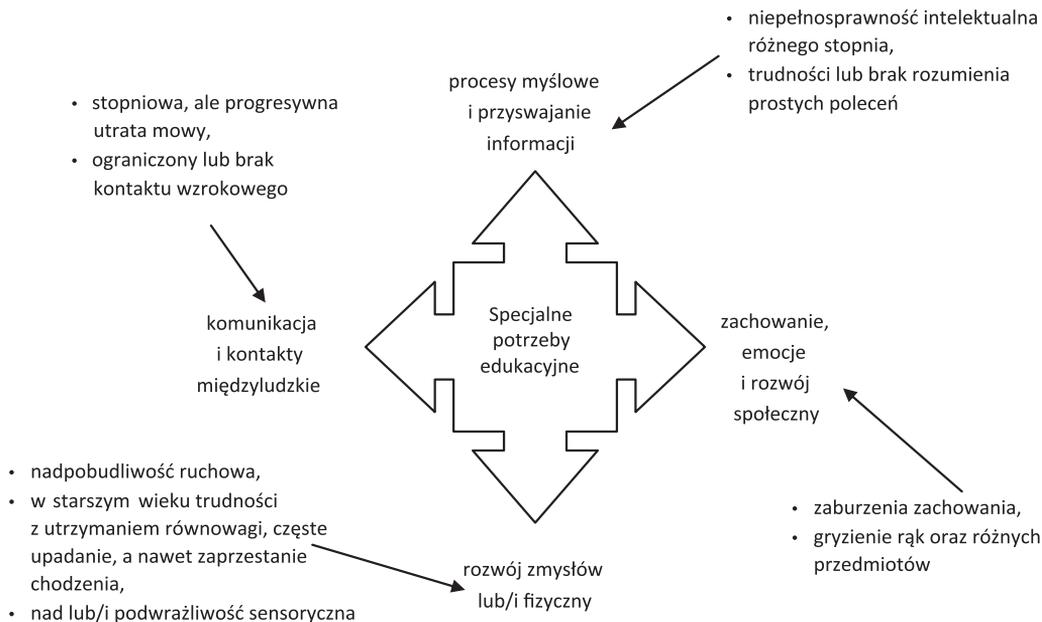 • niepełnosprawność intelektualna
różnego stopnia,
• trudności lub brak rozumienia
prostych poleceń
procesy myślowe
i przyswajanie
informacji
• stopniowa, ale progresywna
utrata mowy,
• ograniczony lub brak
kontaktu wzrokowego
komunikacja
i kontakty
międzyludzkie
Specjalne
potrzeby
edukacyjne
zachowanie,
emocje
i rozwój
społeczny
• nadpobudliwość ruchowa,
• w starszym wieku trudności
z utrzymaniem równowagi, częste
upadanie, a nawet zaprzestanie
chodzenia,
• nad lub/i podwrażliwość sensoryczna
rozwój zmysłów
lub/i fizyczny
• zaburzenia zachowania,
• gryzienie rąk oraz różnych
przedmiotów